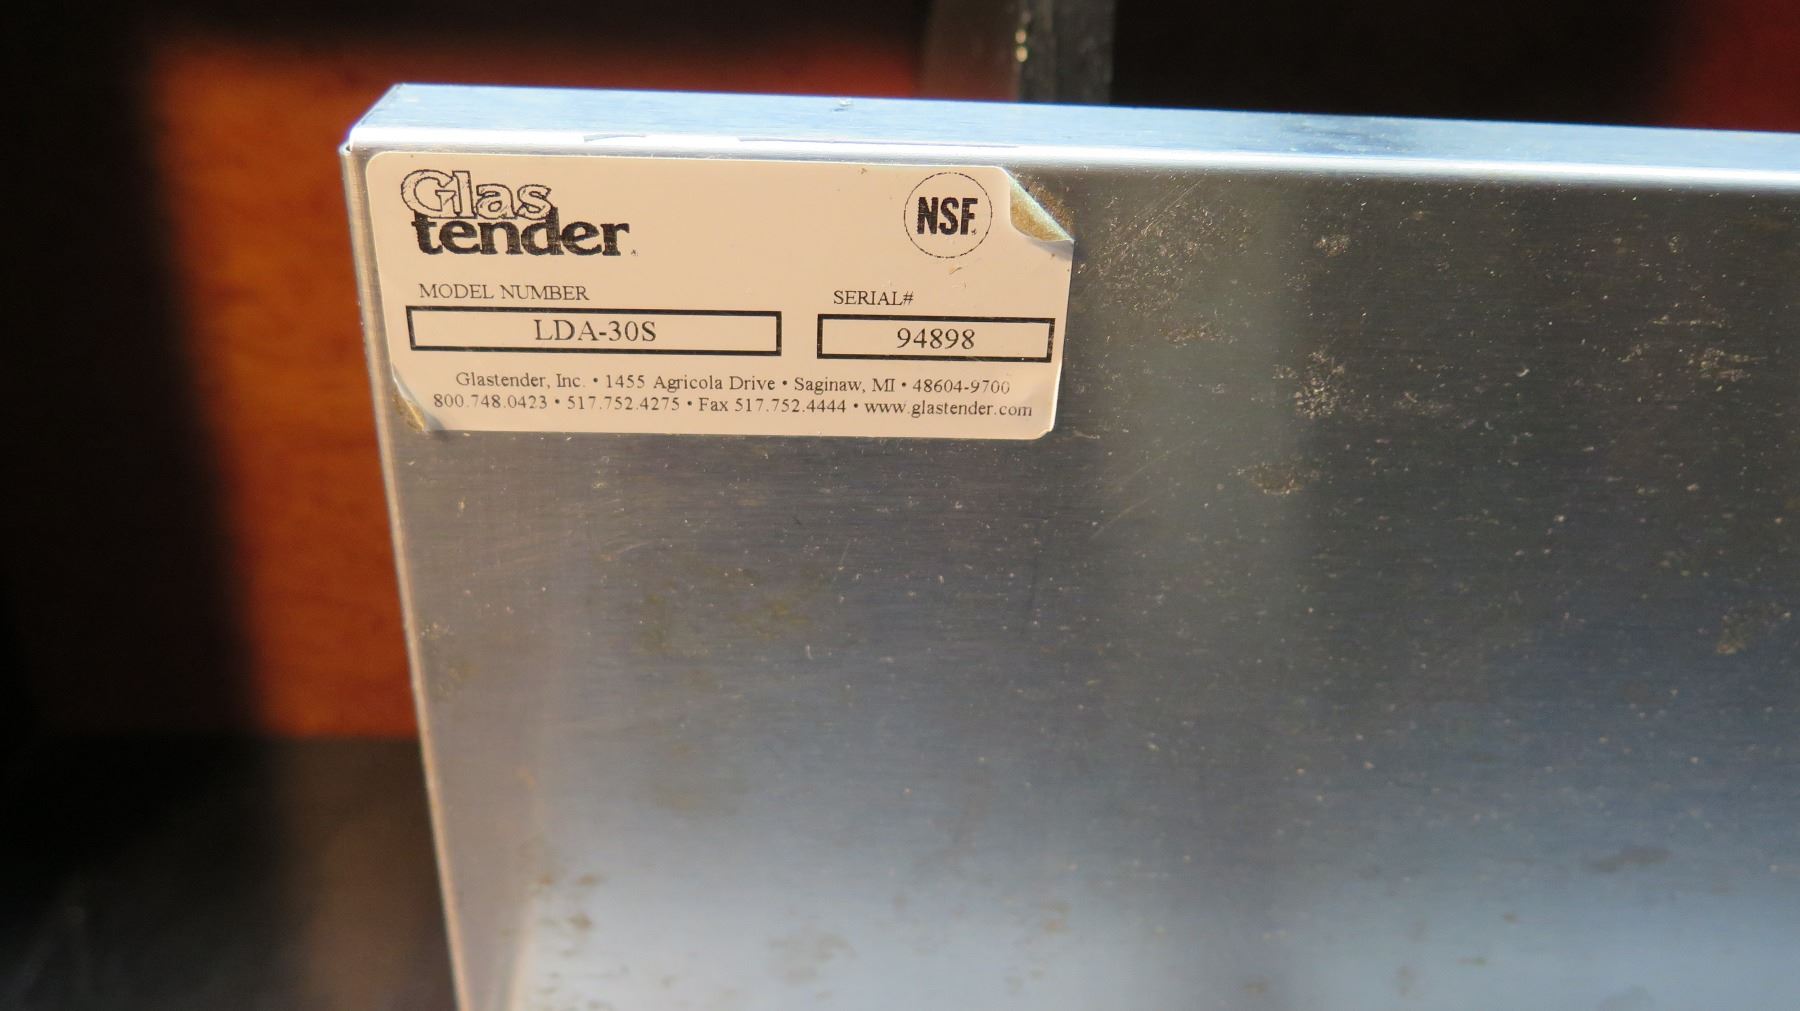 Glas
tender®
NSF®
MODEL NUMBER
LDA-30S
SERIAL#
94898
Glastender, Inc. • 1455 Agricola Drive • Saginaw, MI • 48604-9700
800.748.0423 • 517.752.4275 • Fax 517.752.4444 • www.glastender.com